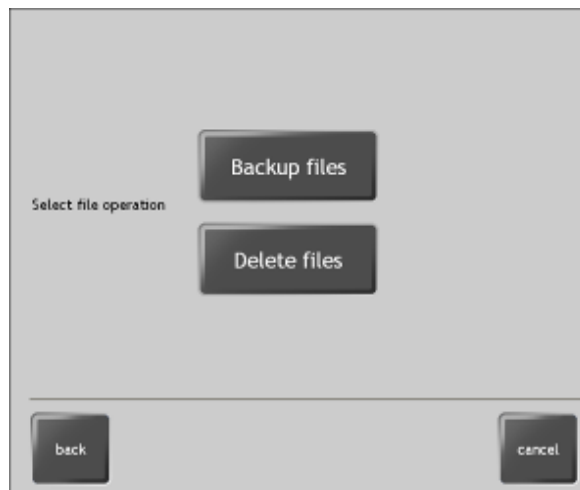 Backup files
Select file operation
Delete files
back
cancel